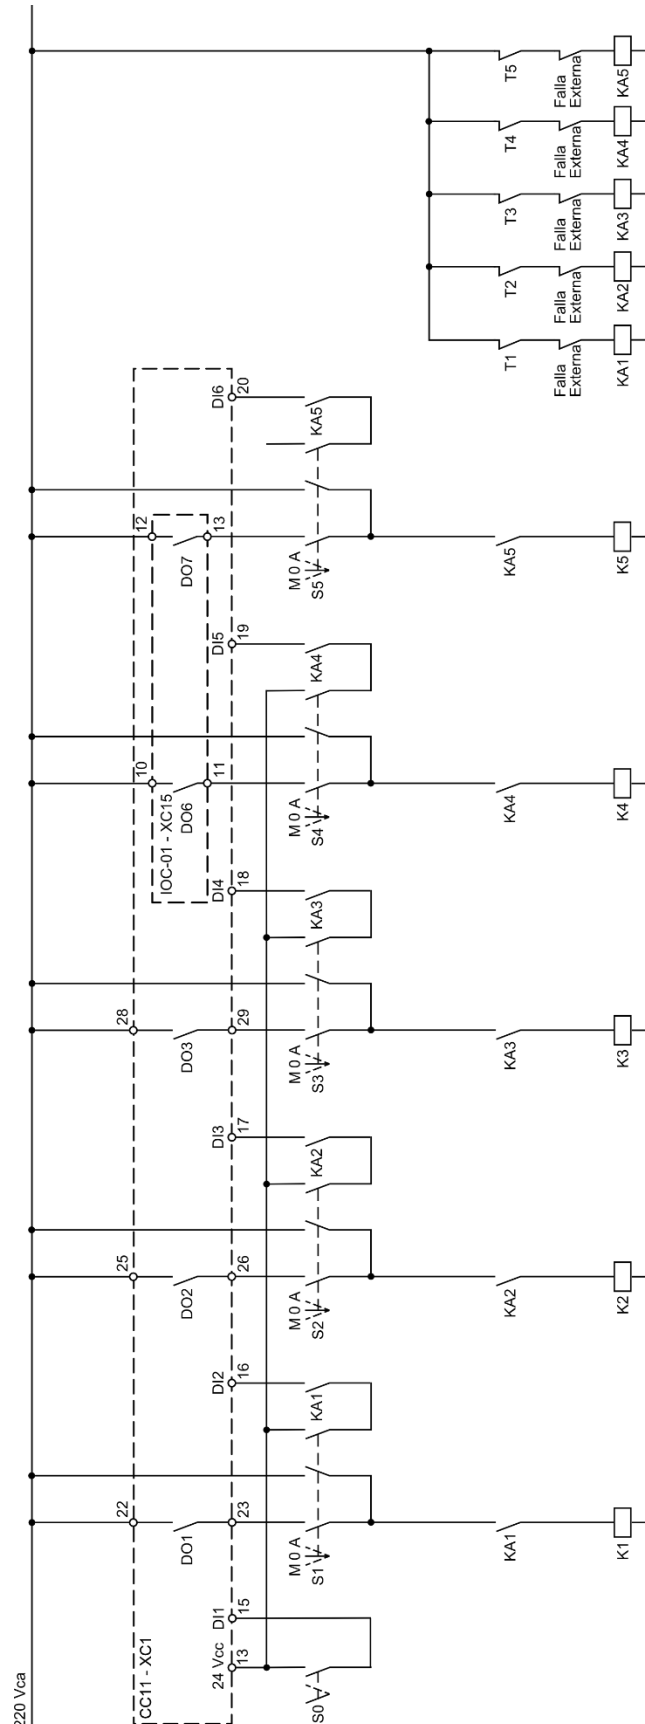 220 Vca
22
25
28
10
12
CC11 - XC1
IOC-01 - XC15
DO1
DO2
DO3
DO6
DO7
24 Vcc
DI1
DI2
DI3
DI4
DI5
DI6
13
15
23
16
26
17
29
18
11
19
13
20
M 0 A
M 0 A
M 0 A
M 0 A
M 0 A
S0
S1
KA1
S2
KA2
S3
KA3
S4
KA4
S5
KA5
KA1
KA2
KA3
KA4
KA5
T1
T2
T3
T4
T5
Falla
Externa
Falla
Externa
Falla
Externa
Falla
Externa
Falla
Externa
K1
K2
K3
K4
K5
KA1
KA2
KA3
KA4
KA5